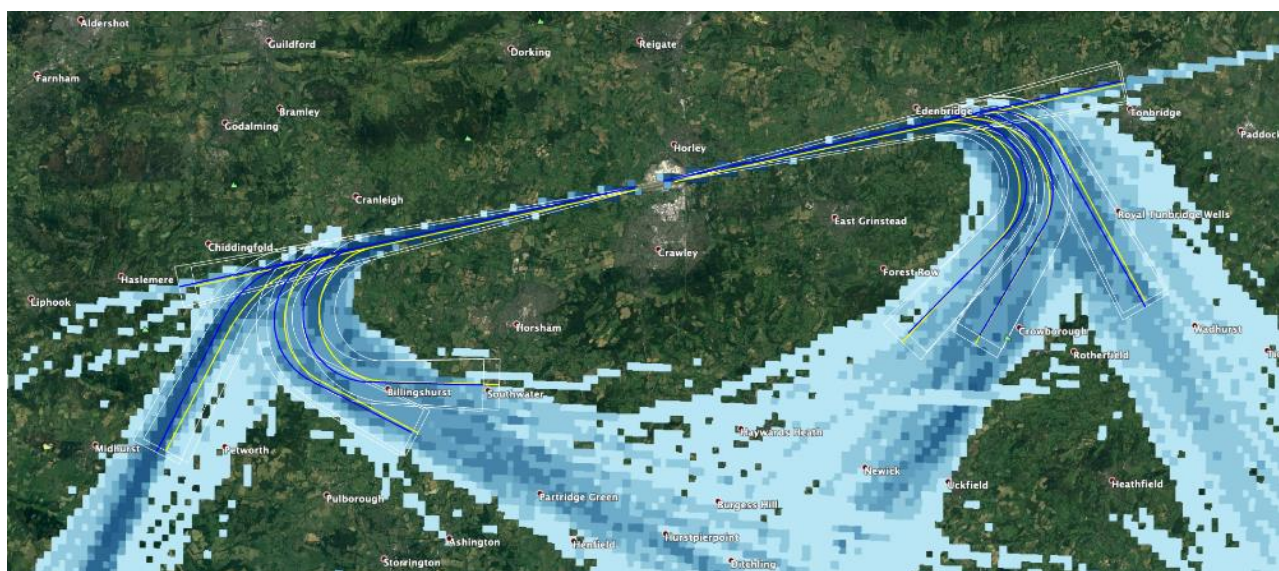 Aldershot
Guildford
Dorking
Reigate
Farnham
Bramley
Godalming
Edenbridge
Tonbridge
Paddock
Horley
Cranleigh
East Grinstead
Royal Tunbridge Wells
Chiddingfold
Crawley
Haslemere
Forest Row
Liphook
Horsham
Crowborough
Wadhurst
Rotherfield
Billingshurst
Southwater
Haywards Heath
Midhurst
Petworth
Newick
Uckfield
Heathfield
Pulborough
Partridge Green
Burgess Hill
Hurstpierpoint
Ashington
Henfield
Storrington
Ditchling